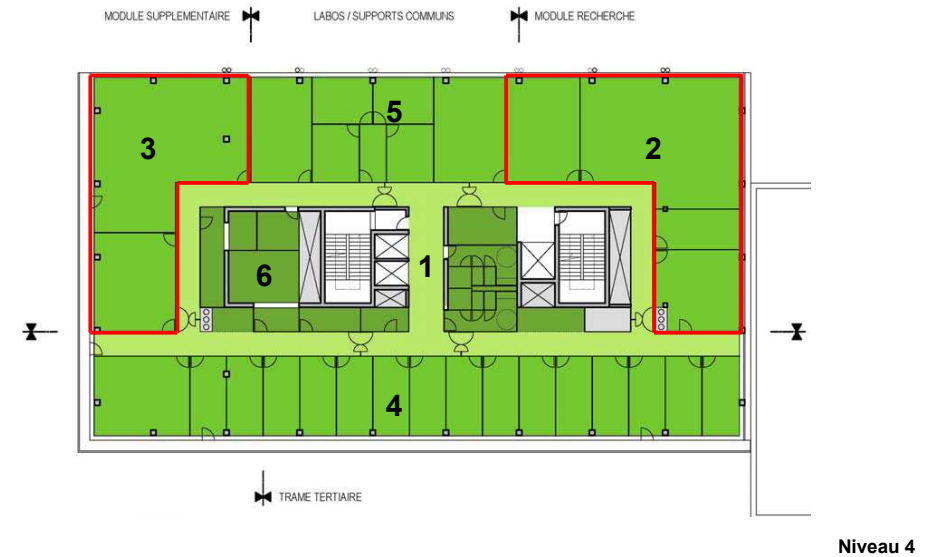 MODULE SUPPLEMENTAIRE LABOS / SUPPORTS COMMUNS MODULE RECHERCHE
5
3 2
1
6
4
TRAME TERTIAIRE
Niveau 4